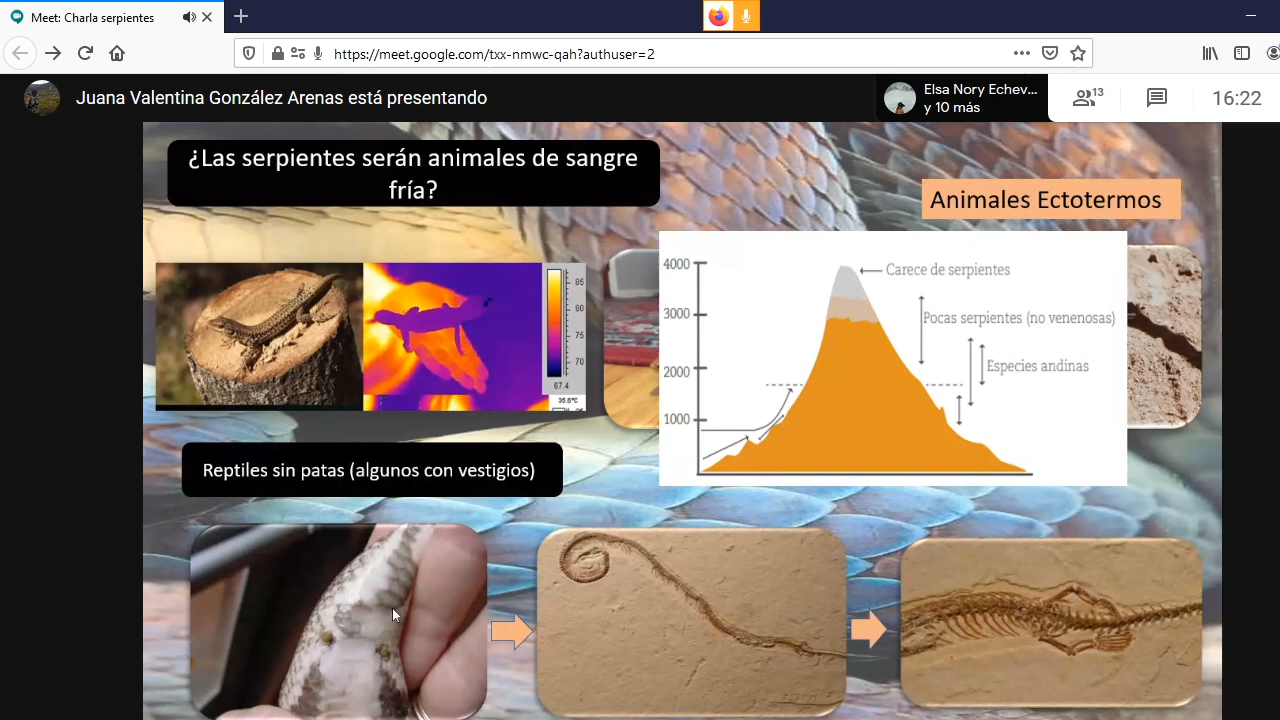 Meet: Charla serpientes
https://meet.google.com/txx-nmwc-qah?authuser=2
Juana Valentina González Arenas está presentando
Elsa Nory Echev...
y 10 más
13
16:22
¿Las serpientes serán animales de sangre
fría?
Animales Ectotermos
85
80
75
70
67.4
36.8°C
4000
3000
2000
1000
Carece de serpientes
Pocas serpientes (no venenosas)
Especies andinas
Reptiles sin patas (algunos con vestigios)